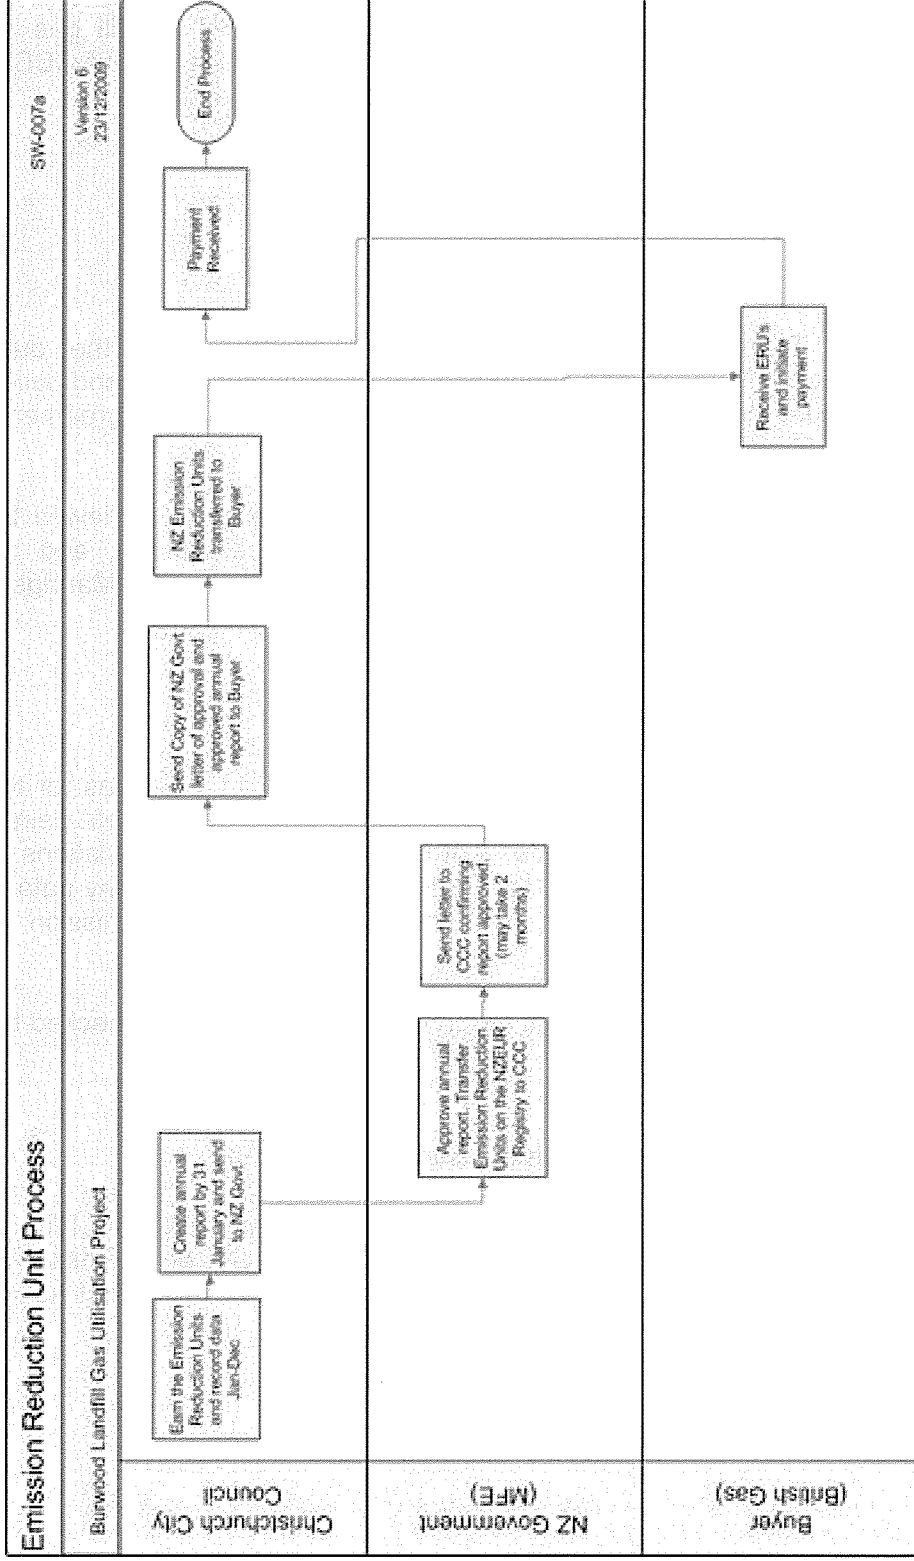 Emission Reduction Unit Process
SW-007a
Burwood Landfill Gas Utilisation Project
Version 6
23/12/2009
Christchurch City
Council
Earn the Emission
Reduction Units
and record data
Jan-Dec
Create annual
report by 31
January and send
to NZ Govt.
Send Copy of NZ Govt
letter of approval and
approved annual
report to Buyer
NZ Emission
Reduction Units
transferred to
Buyer
Payment
Received
End Process
NZ Government
(MFE)
Approve annual
report. Transfer
Emission Reduction
Units on the NZEUR
Registry to CCC
Send letter to
CCC confirming
report approved
(may take 2
months)
Buyer
(British Gas)
Receive ERU's
and initiate
payment